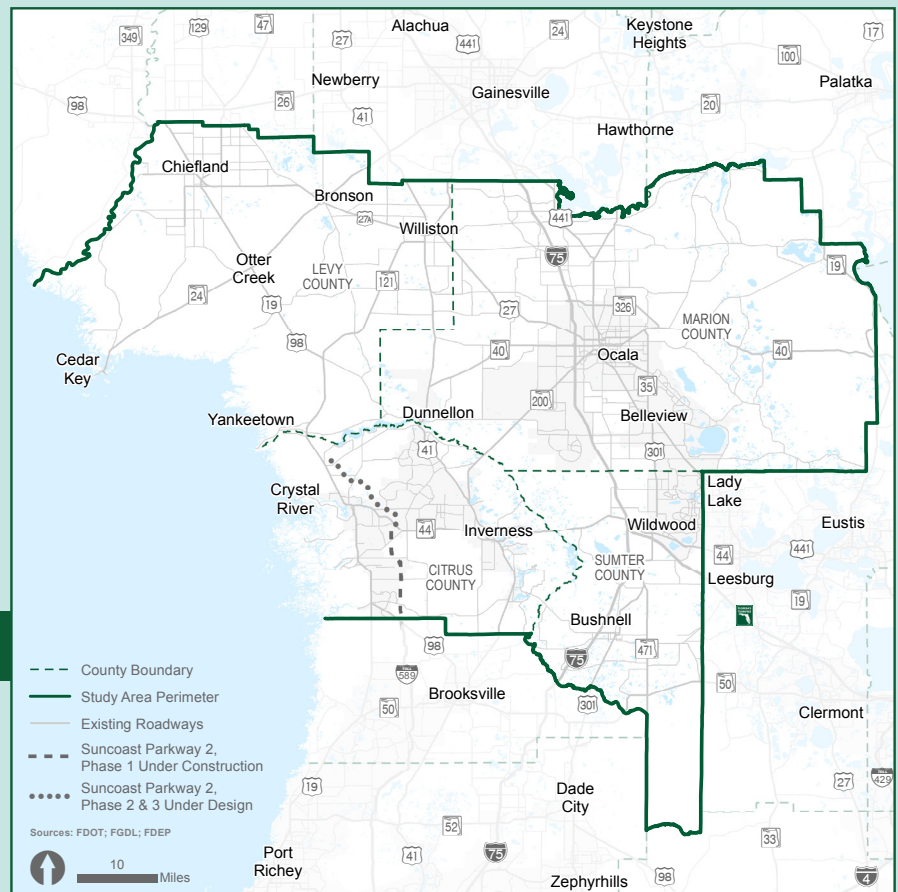 Alachua
Keystone
Heights
349
129
47
27
441
24
17
100
Newberry
Gainesville
Palatka
98
26
41
20
Hawthorne
Chiefland
Bronson
27A
Williston
441
75
Otter
Creek
LEVY
COUNTY
121
19
24
19
27
326
MARION
COUNTY
98
40
Ocala
40
Cedar
Key
35
200
Belleview
Yankeetown
Dunnellon
41
301
Crystal
River
Lady
Lake
44
Inverness
Wildwood
Eustis
44
441
CITRUS
COUNTY
SUMTER
COUNTY
Leesburg
19
Bushnell
98
75
471
TOLL
589
50
Brooksville
50
301
Clermont
19
Dade
City
27
TOLL
429
52
33
Port
Richey
41
75
98
Zephyrhills
4
County Boundary
Study Area Perimeter
Existing Roadways
Suncoast Parkway 2,
Phase 1 Under Construction
Suncoast Parkway 2,
Phase 2 & 3 Under Design
Sources: FDOT; FGDL; FDEP
10
Miles